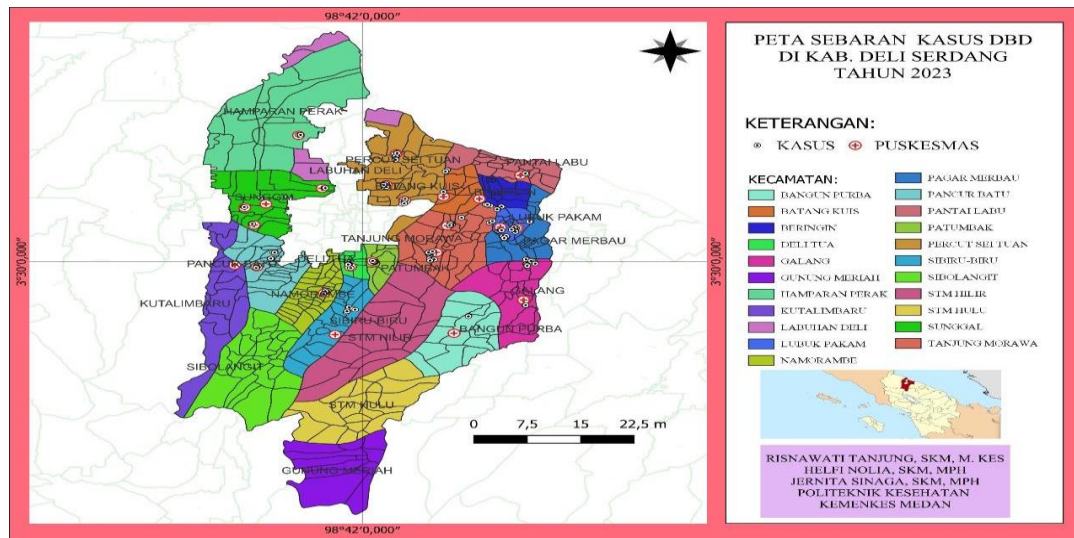 98°42'0,000"
3°30'0,000"
3°30'0,000"
98°42'0,000"
HAMPARAN PERAK
PERCUT SEI TUAN
LABUHAN DELI
PANTAI LABU
BATANG KUIS
BERINGIN
SUNGGAL
LUBUK PAKAM
TANJUNG MORAWA
PAGAR MERBAU
DELI TUA
PATUMBAK
PANCUR BATU
NAMORAMBE
GALANG
KUTALIMBARU
SIBIRU-BIRU
BANGUN PURBA
STM HILIR
SIBOLANGIT
STM HULU
GUNUNG MERIAH
0 7,5 15 22,5 m
PETA SEBARAN KASUS DBD
DI KAB. DELI SERDANG
TAHUN 2023
KETERANGAN:
KASUS PUSKESMAS
KECAMATAN:
BANGUN PURBA
BATANG KUIS
BERINGIN
DELI TUA
GALANG
GUNUNG MERIAH
HAMPARAN PERAK
KUTALIMBARU
LABUHAN DELI
LUBUK PAKAM
NAMORAMBE
PAGAR MERBAU
PANCUR BATU
PANTAI LABU
PATUMBAK
PERCUT SEI TUAN
SIBIRU-BIRU
SIBOLANGIT
STM HILIR
STM HULU
SUNGGAL
TANJUNG MORAWA
RISNAWATI TANJUNG, SKM, M. KES
HELFI NOLIA, SKM, MPH
JERNITA SINAGA, SKM, MPH
POLITEKNIK KESEHATAN
KEMENKES MEDAN